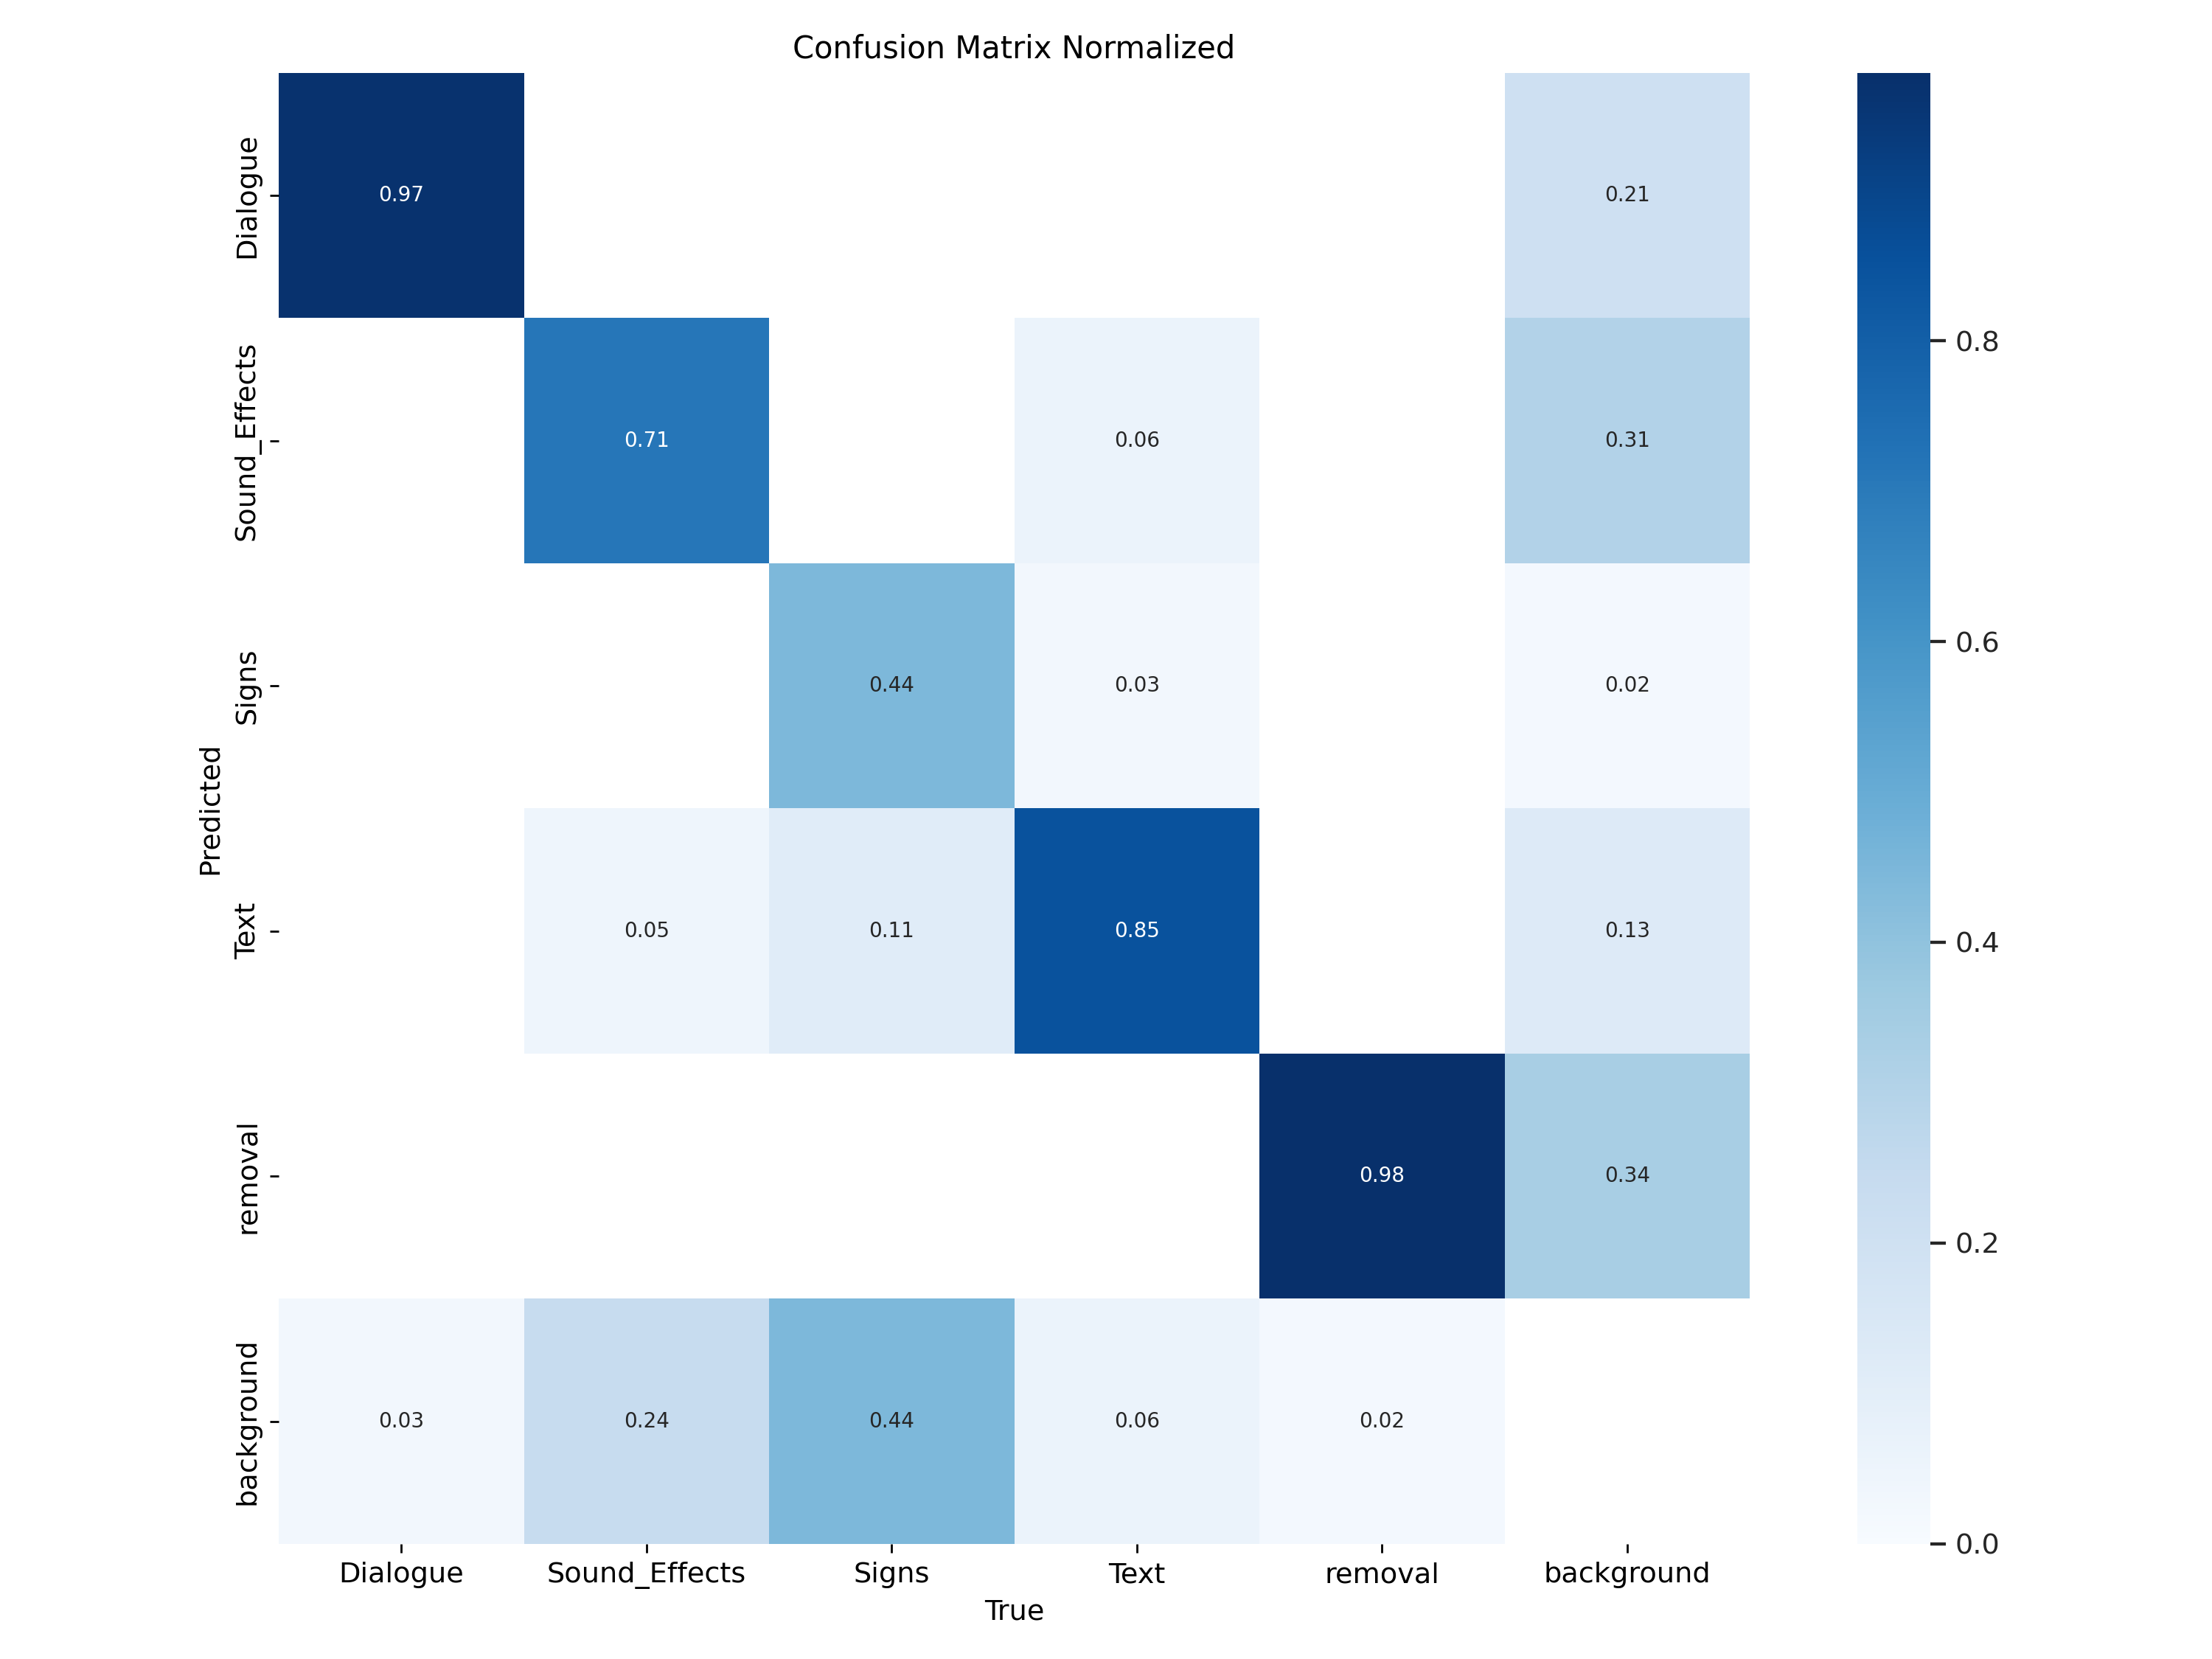 Confusion Matrix Normalized
Dialogue
0.97
0.21
Sound_Effects
0.71
0.06
0.31
Signs
0.44
0.03
0.02
Text
0.05
0.11
0.85
0.13
removal
0.98
0.34
background
0.03
0.24
0.44
0.06
0.02
Predicted
Dialogue
Sound_Effects
Signs
Text
removal
background
True
0.8
0.6
0.4
0.2
0.0